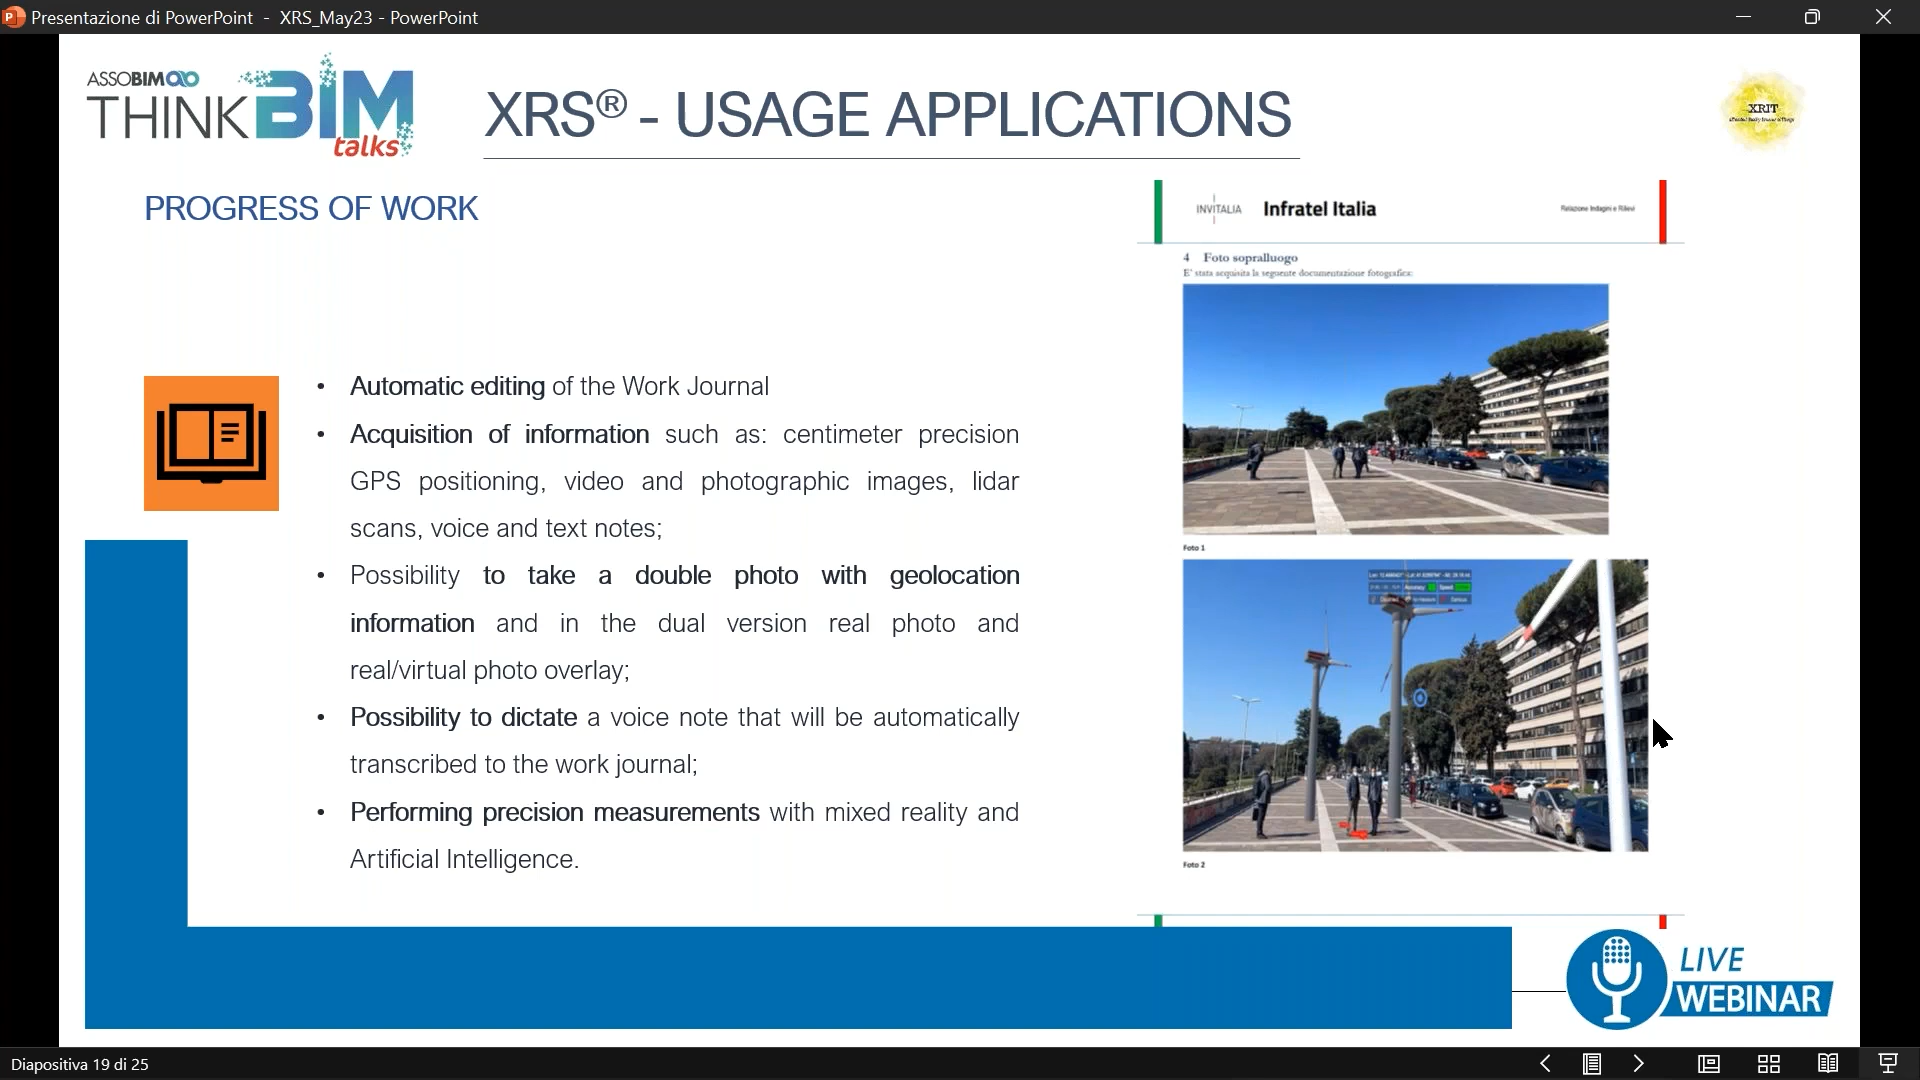 Presentazione di PowerPoint - XRS_May23 - PowerPoint
ASSOBIM
THINKBIM
talks
XRS® - USAGE APPLICATIONS
XRIT
PROGRESS OF WORK
INVITALIA Infratel Italia Relazione Indagini e Rilievi
4 Foto sopralluogo
E' stata acquisita la seguente documentazione fotografica:
• Automatic editing of the Work Journal
• Acquisition of information such as: centimeter precision
GPS positioning, video and photographic images, lidar
scans, voice and text notes;
• Possibility to take a double photo with geolocation
information and in the dual version real photo and
real/virtual photo overlay;
• Possibility to dictate a voice note that will be automatically
transcribed to the work journal;
• Performing precision measurements with mixed reality and
Artificial Intelligence.
Foto 1
Accuracy Speed
Foto 2
LIVE
WEBINAR
Diapositiva 19 di 25